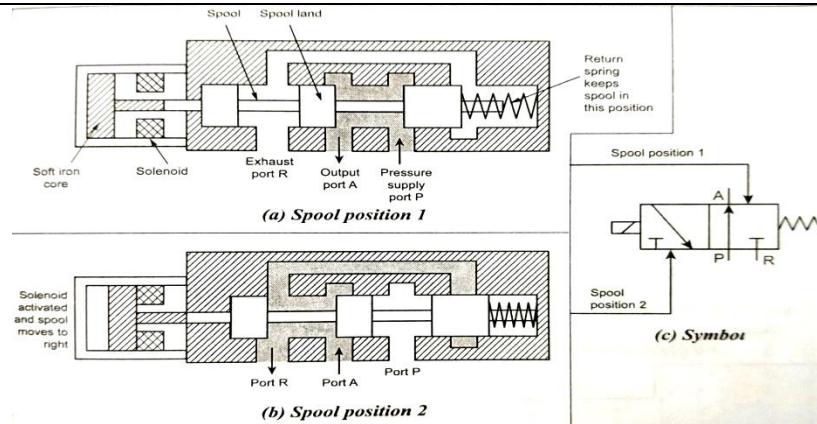 Spool
Spool land
Return
spring
keeps
spool in
this position
Soft iron
core
Solenoid
Exhaust
port R
Output
port A
Pressure
supply
port P
(a) Spool position 1
Solenoid
activated
and spool
moves to
right
Port R
Port A
Port P
(b) Spool position 2
Spool position 1
A
P
R
Spool
position 2
(c) Symbol